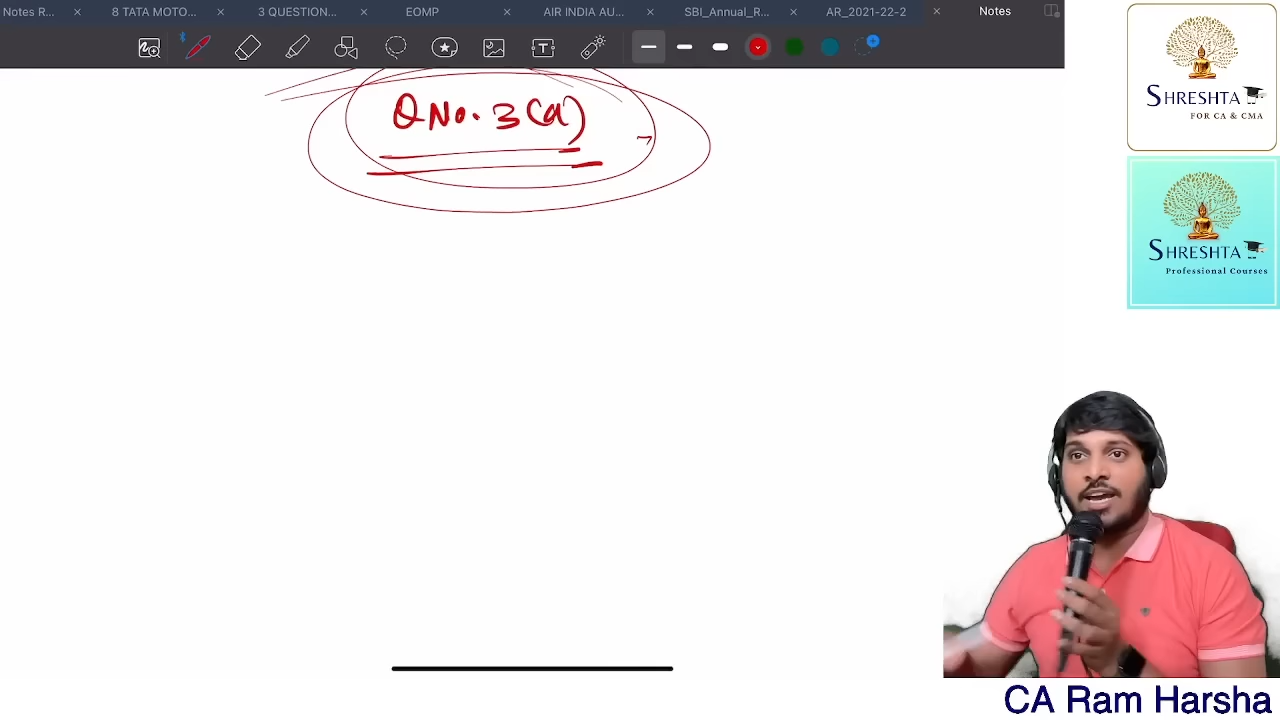 Notes R...
8 TATA MOTO...
3 QUESTION...
EOMP
AIR INDIA AU...
SBI_Annual_R...
AR_2021-22-2
Notes
Q No. 3 (a)
SHRESHTA
FOR CA & CMA
SHRESHTA
Professional Courses
CA Ram Harsha